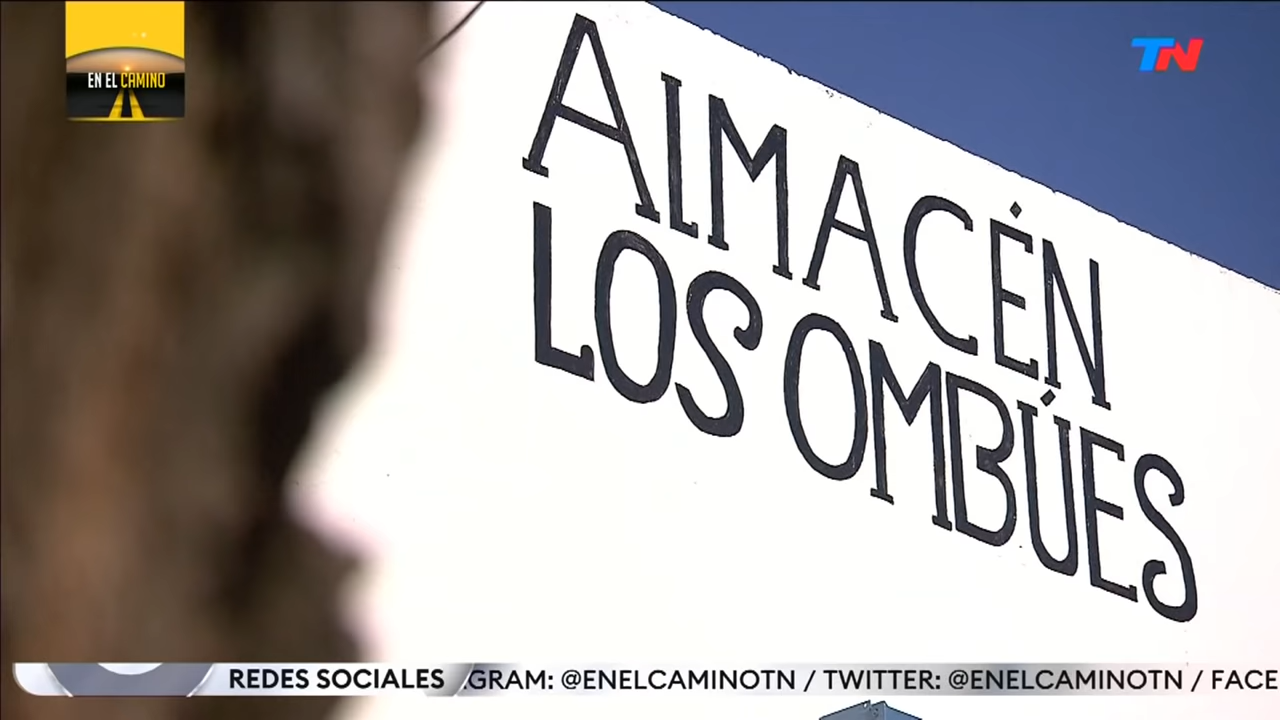 EN EL CAMINO
TN
ALMACÉN
LOS OMBÚES
REDES SOCIALES
GRAM: @ENELCAMINOTN / TWITTER: @ENELCAMINOTN / FACE